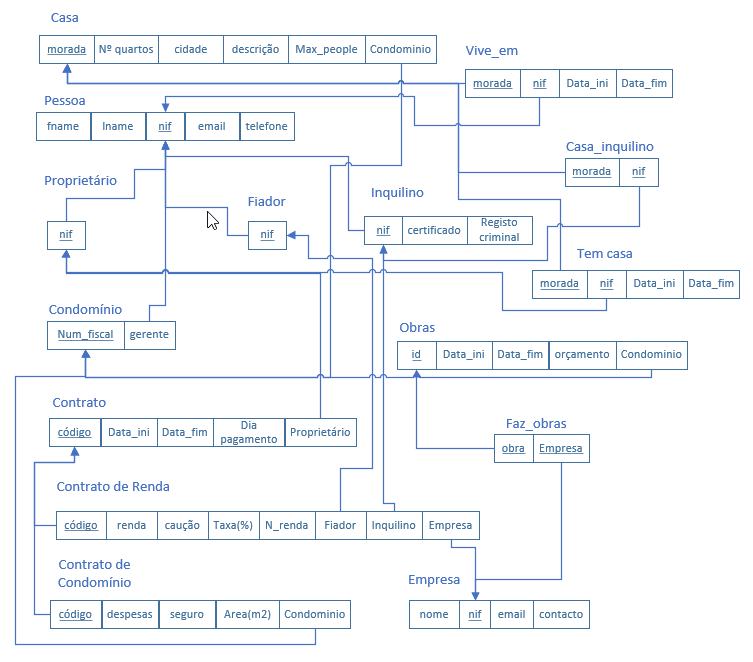 Casa
morada Nº quartos cidade descrição Max_people Condominio
Vive_em
morada nif Data_ini Data_fim
Pessoa
fname lname nif email telefone
Casa_inquilino
morada nif
Proprietário
nif
Fiador
nif
Inquilino
nif certificado Registo
criminal
Tem casa
morada nif Data_ini Data_fim
Condomínio
Num_fiscal gerente
Obras
id Data_ini Data_fim orçamento Condominio
Contrato
código Data_ini Data_fim Dia
pagamento Proprietário
Faz_obras
obra Empresa
Contrato de Renda
código renda caução Taxa(%) N_renda Fiador Inquilino Empresa
Contrato de
Condomínio
código despesas seguro Area(m2) Condominio
Empresa
nome nif email contacto